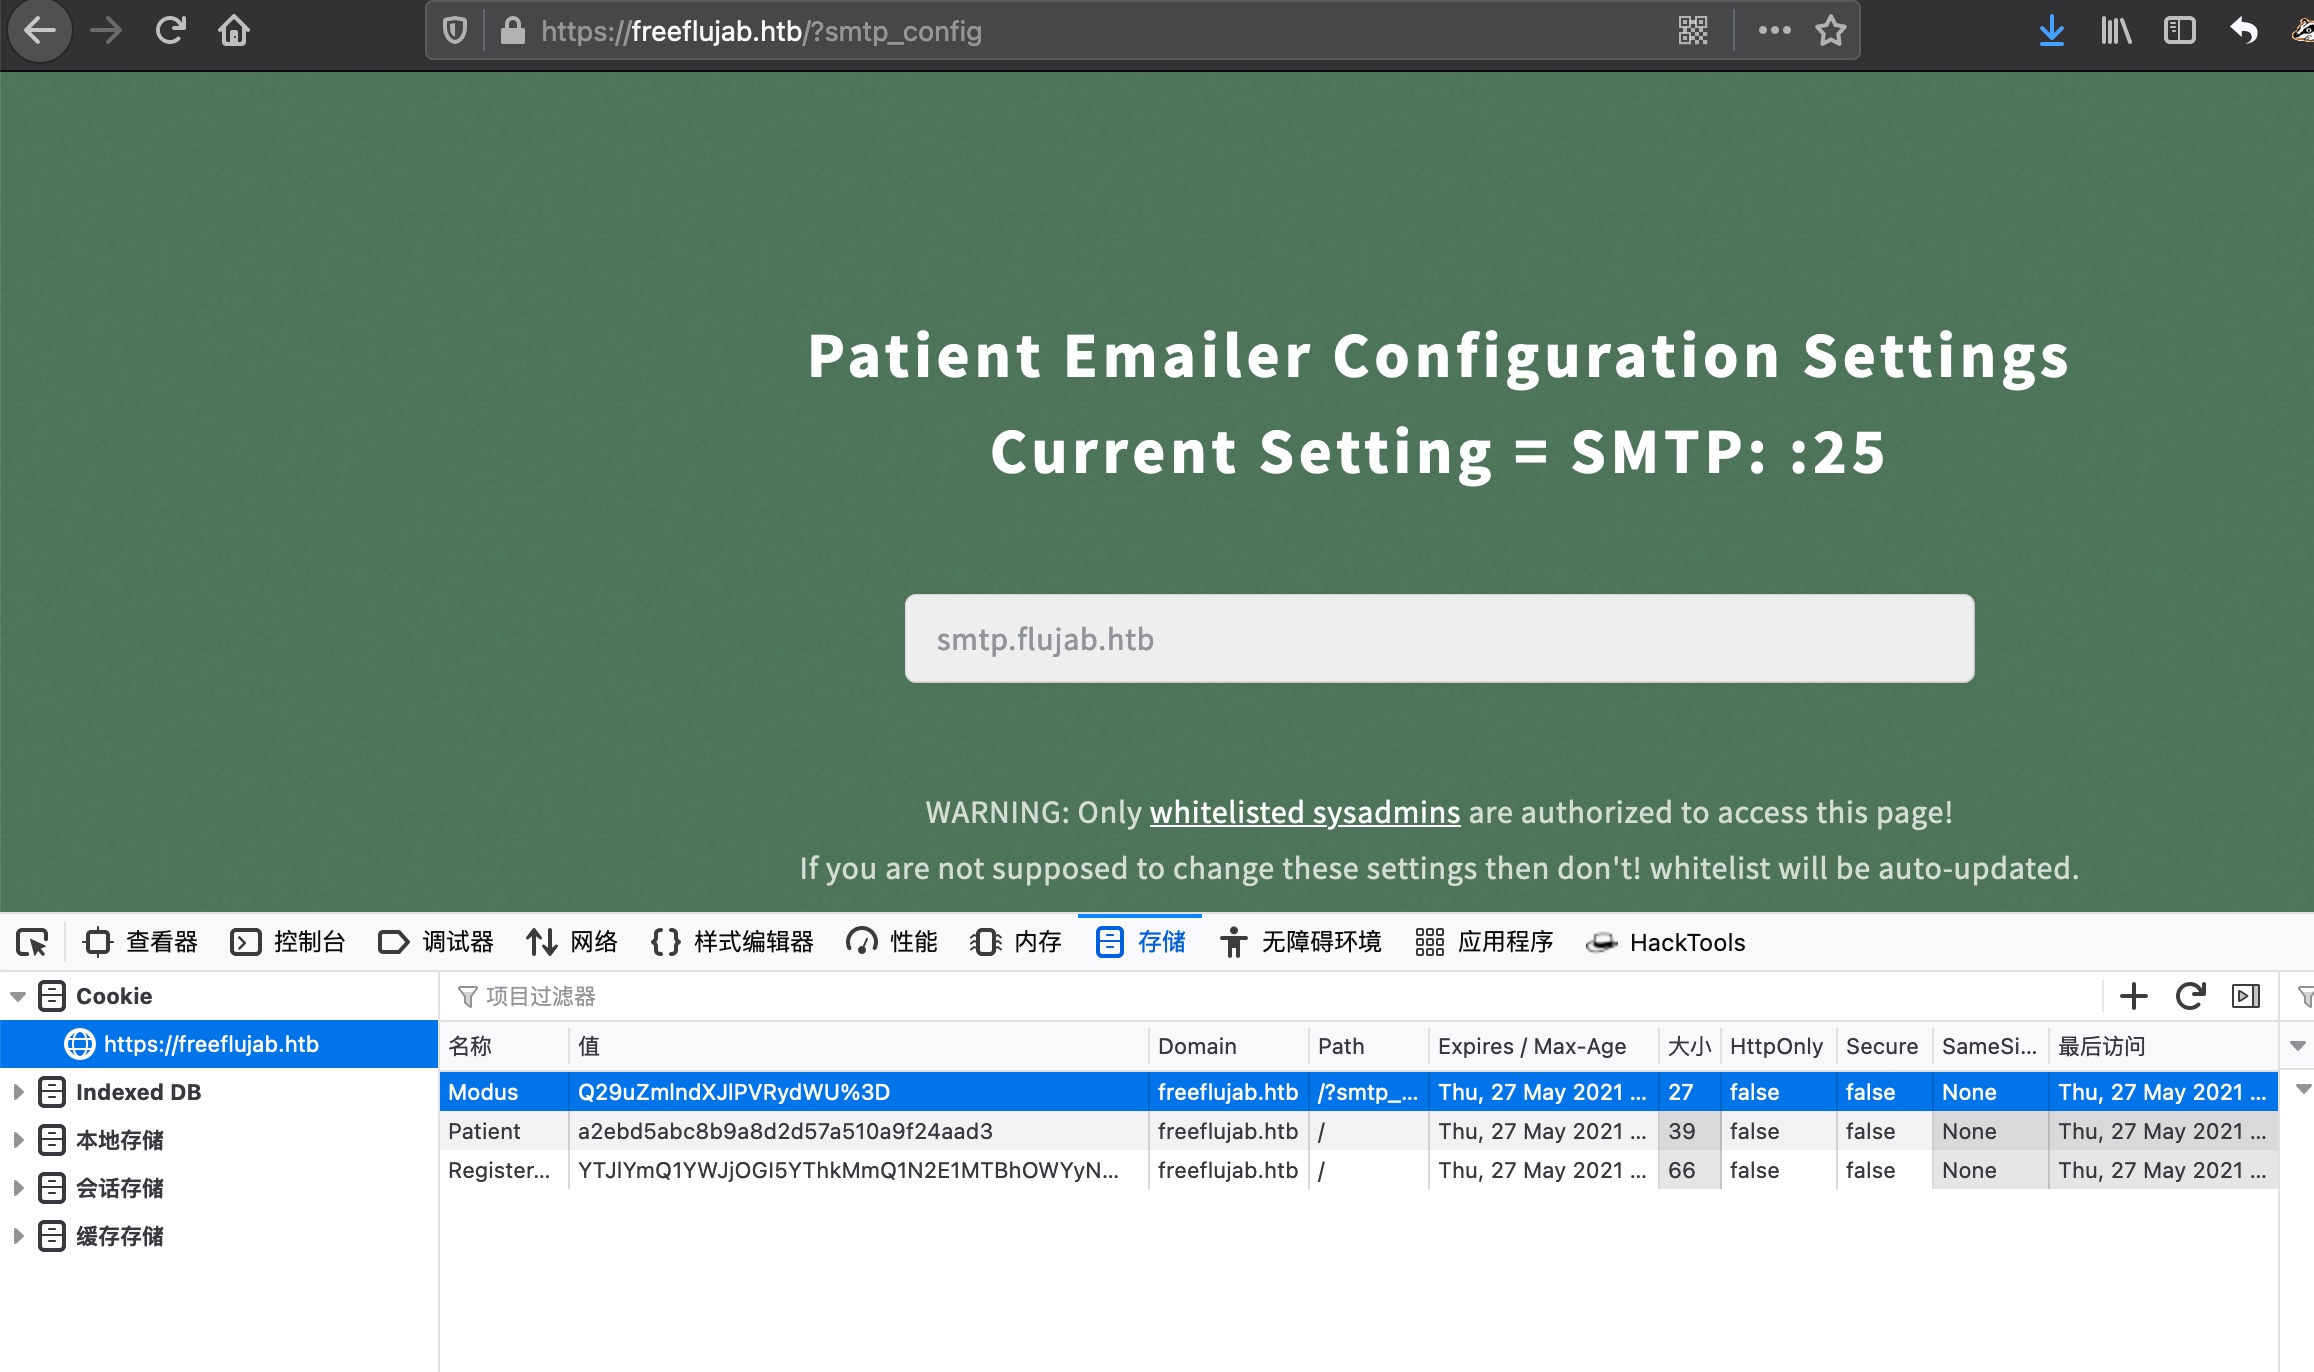 https://freeflujab.htb/?smtp_config
Patient Emailer Configuration Settings
Current Setting = SMTP: :25
smtp.flujab.htb
WARNING: Only whitelisted sysadmins are authorized to access this page!
If you are not supposed to change these settings then don't! whitelist will be auto-updated.
查看器 控制台 调试器 网络 样式编辑器 性能 内存 存储 无障碍环境 应用程序 HackTools
Cookie
https://freeflujab.htb
Indexed DB
本地存储
会话存储
缓存存储
项目过滤器
名称 值 Domain Path Expires / Max-Age 大小 HttpOnly Secure SameSi... 最后访问
Modus Q29uZmlndXJlPVRydWU%3D freeflujab.htb /?smtp_... Thu, 27 May 2021 ... 27 false false None Thu, 27 May 2021 ...
Patient a2ebd5abc8b9a8d2d57a510a9f24aad3 freeflujab.htb / Thu, 27 May 2021 ... 39 false false None Thu, 27 May 2021 ...
Register... YTJlYmQ1YWJjOGI5YThkMmQ1N2E1MTBhOWYyN... freeflujab.htb / Thu, 27 May 2021 ... 66 false false None Thu, 27 May 2021 ...